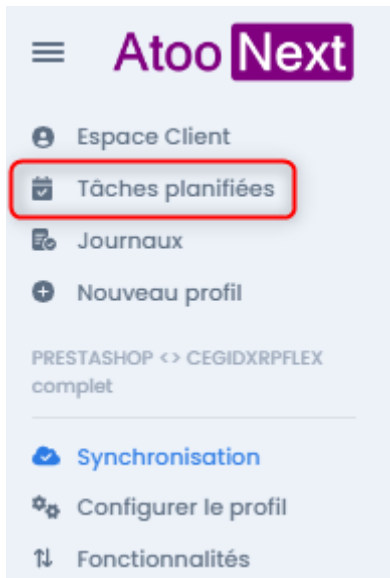 Atoo Next
Espace Client
Tâches planifiées
Journaux
Nouveau profil
PRESTASHOP <> CEGIDXRPFLEX
complet
Synchronisation
Configurer le profil
Fonctionnalités